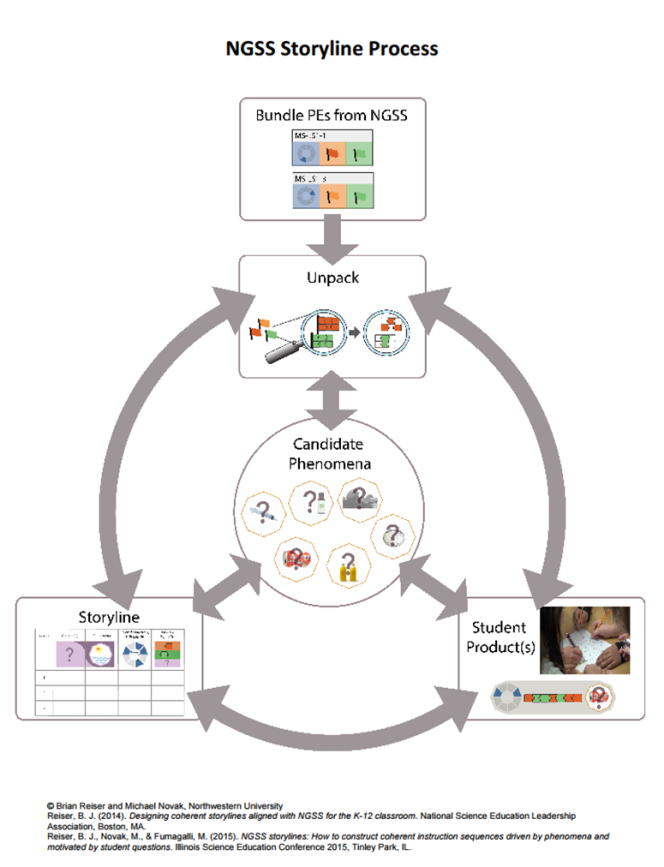 NGSS Storyline Process
Bundle PEs from NGSS
Unpack
Candidate
Phenomena
?
?
?
?
?
?
Storyline
?
?
Student
Product(s)
© Brian Reiser and Michael Novak, Northwestern University
Reiser, B. J. (2014). Designing coherent storylines aligned with NGSS for the K-12 classroom. National Science Education Leadership
Association, Boston, MA.
Reiser, B. J., Novak, M., & Fumagalli, M. (2015). NGSS storylines: How to construct coherent instruction sequences driven by phenomena and
motivated by student questions. Illinois Science Education Conference 2015, Tinley Park, IL.